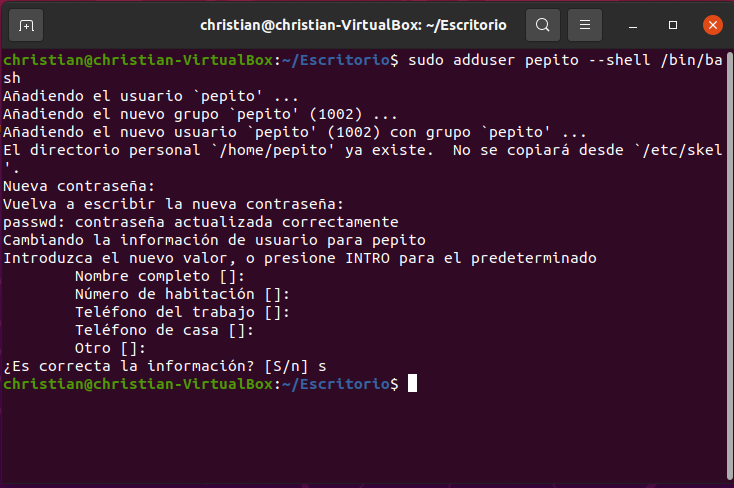 christian@christian-VirtualBox: ~/Escritorio
christian@christian-VirtualBox:~/Escritorio$ sudo adduser pepito --shell /bin/ba
sh
Añadiendo el usuario `pepito' ...
Añadiendo el nuevo grupo `pepito' (1002) ...
Añadiendo el nuevo usuario `pepito' (1002) con grupo `pepito' ...
El directorio personal `/home/pepito' ya existe.  No se copiará desde `/etc/skel
'.
Nueva contraseña:
Vuelva a escribir la nueva contraseña:
passwd: contraseña actualizada correctamente
Cambiando la información de usuario para pepito
Introduzca el nuevo valor, o presione INTRO para el predeterminado
        Nombre completo []:
        Número de habitación []:
        Teléfono del trabajo []:
        Teléfono de casa []:
        Otro []:
¿Es correcta la información? [S/n] s
christian@christian-VirtualBox:~/Escritorio$